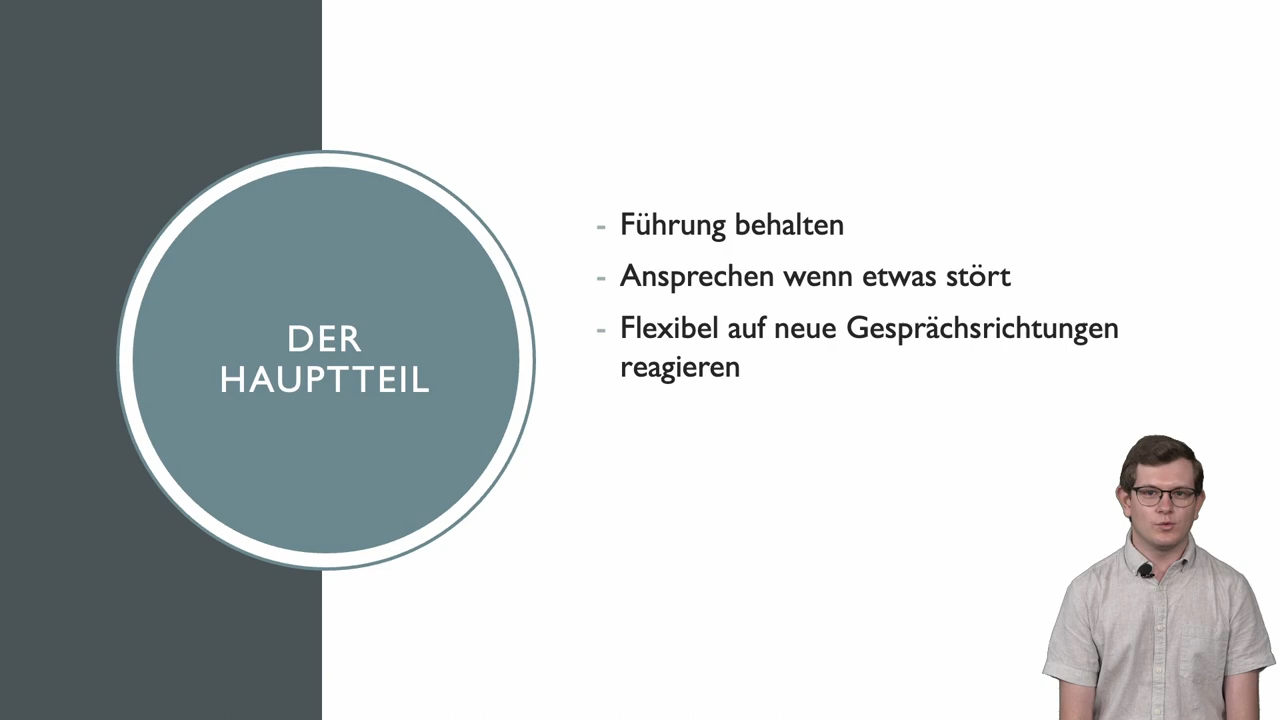 DER
HAUPTTEIL
- Führung behalten
- Ansprechen wenn etwas stört
- Flexibel auf neue Gesprächsrichtungen
reagieren